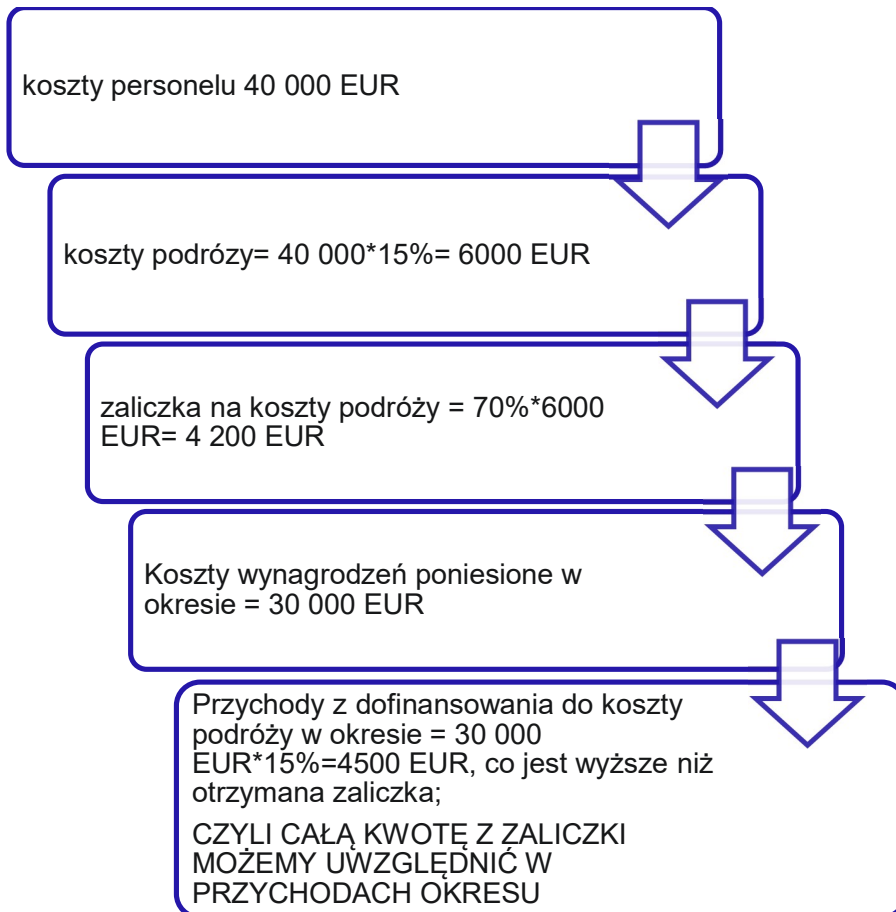 koszty personelu 40 000 EUR
koszty podrózy= 40 000*15%= 6000 EUR
zaliczka na koszty podróży = 70%*6000
EUR= 4 200 EUR
Koszty wynagrodzeń poniesione w
okresie = 30 000 EUR
Przychody z dofinansowania do koszty
podróży w okresie = 30 000
EUR*15%=4500 EUR, co jest wyższe niż
otrzymana zaliczka;
CZYLI CAŁĄ KWOTĘ Z ZALICZKI
MOŻEMY UWZGLĘDNIĆ W
PRZYCHODACH OKRESU